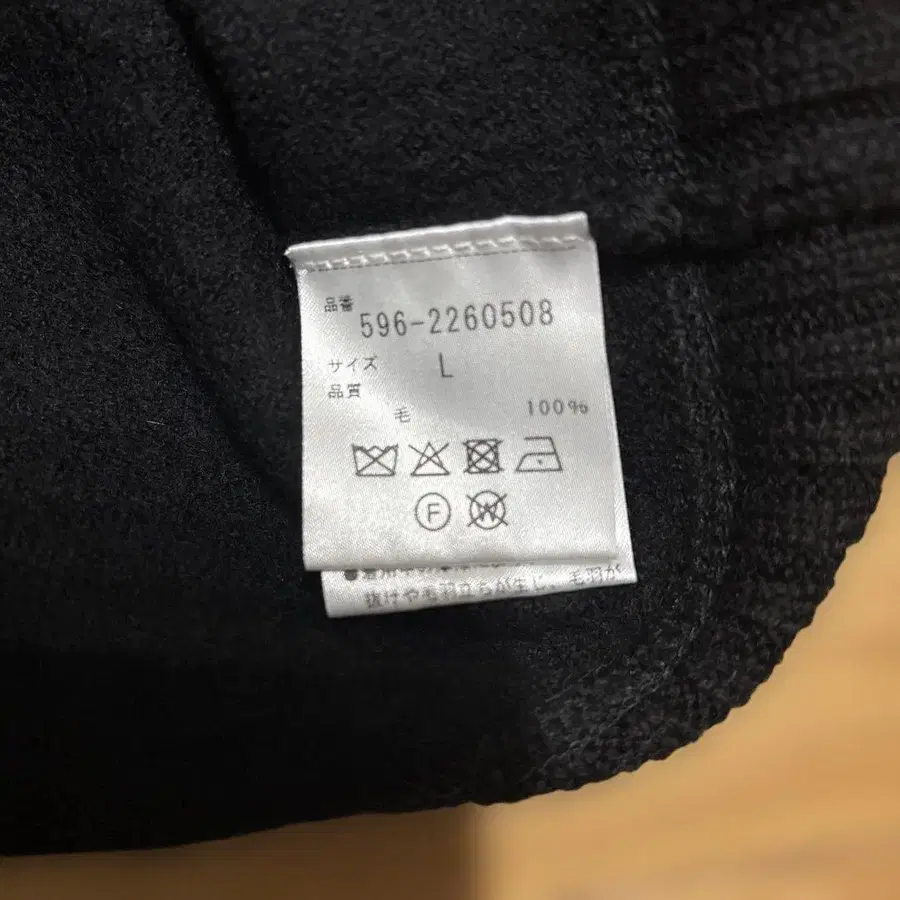 品番
596-2260508
サイズ L
品質
毛 100%
F W
抜けや毛羽立ちが生じ、毛羽が